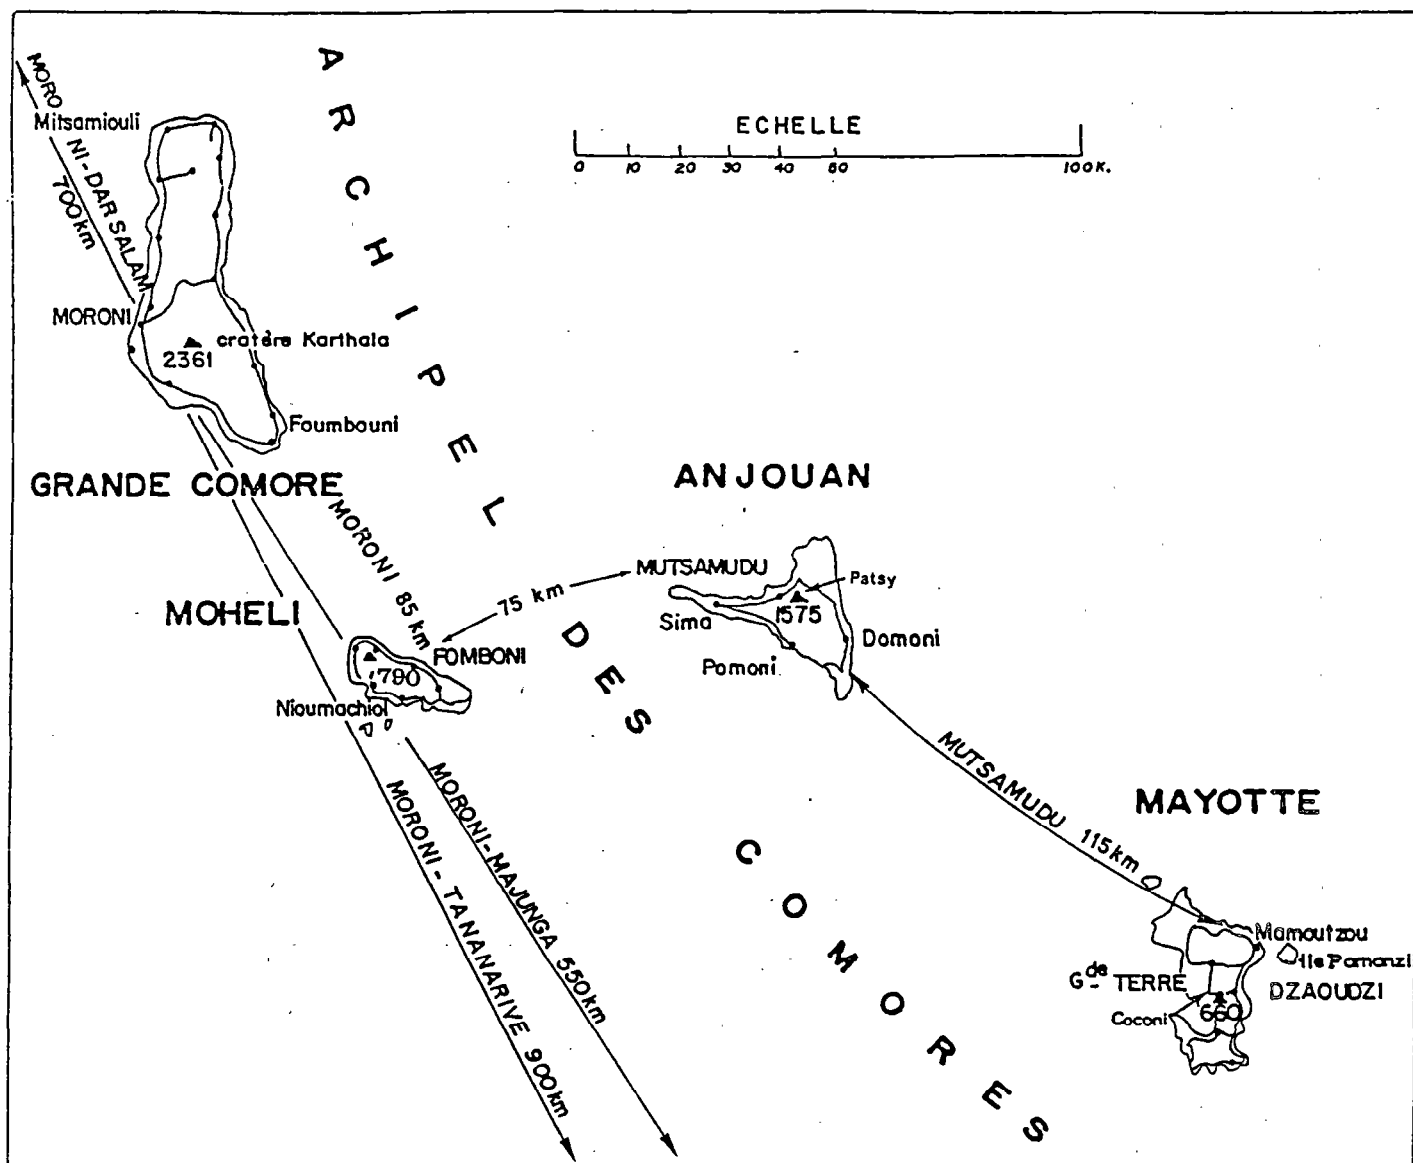 ARCHIPEL DES COMORES
ECHELLE
0 10 20 30 40 50 100K.
MORONI-DAR SALAM
700km
Mitsamiouli
MORONI
cratère Karthala
2361
Foumbouni
GRANDE COMORE
MORONI 85 km
MOHELI
FOMBONI
790
Nioumachioi
75 km
ANJOUAN
MUTSAMUDU
Patsy
1575
Sima
Domoni
Pomoni
MUTSAMUDU 115km
MAYOTTE
Mamoutzou
Ile Pamanzi
Gde TERRE
DZAOUDZI
660
Coconi
MORONI-MAJUNGA 550km
MORONI-TANANARIVE 900km